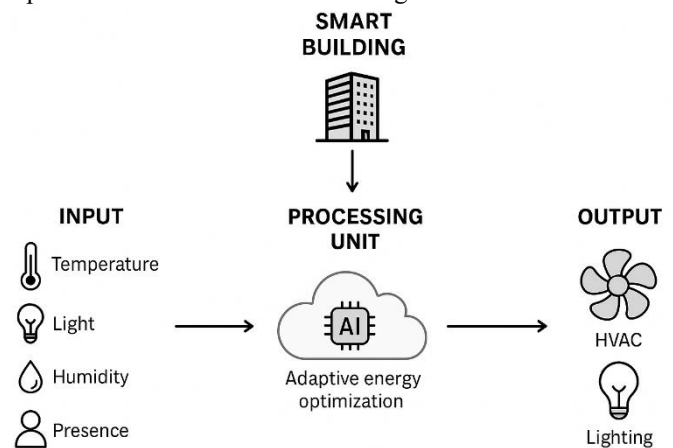 SMART
BUILDING
INPUT
Temperature
Light
Humidity
Presence
PROCESSING
UNIT
AI
Adaptive energy
optimization
OUTPUT
HVAC
Lighting